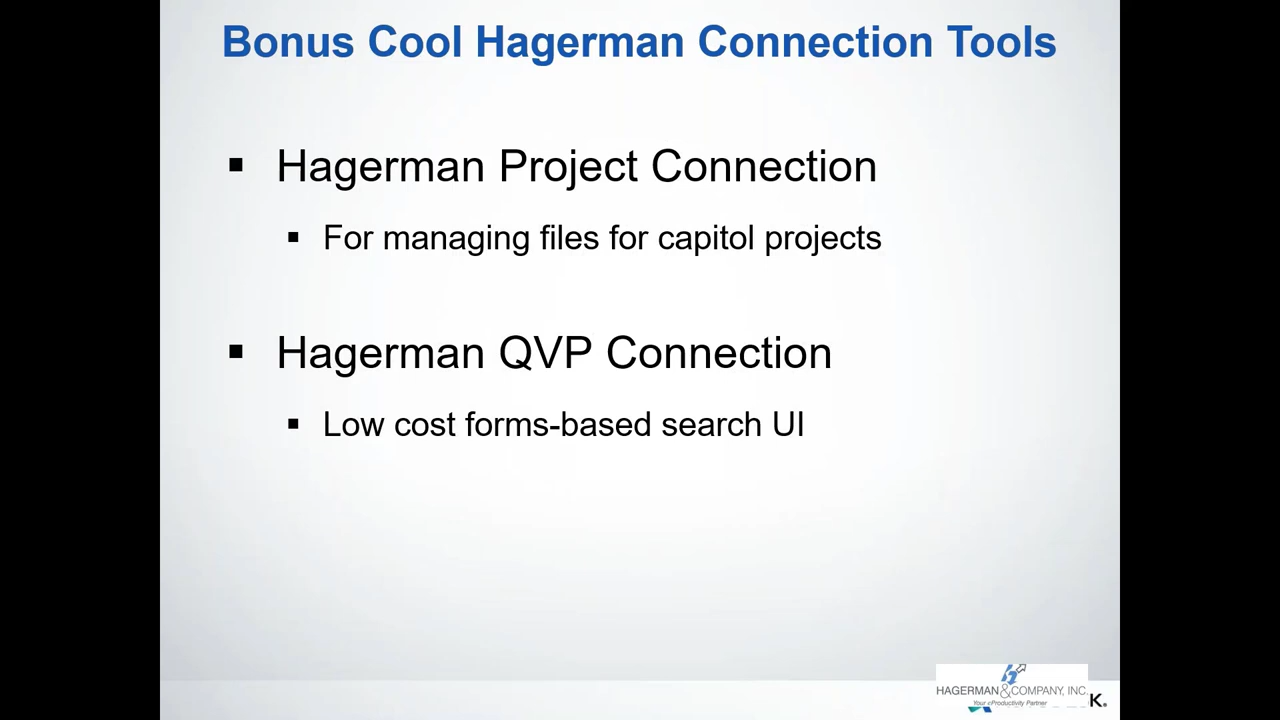 Bonus Cool Hagerman Connection Tools
Hagerman Project Connection
For managing files for capitol projects
Hagerman QVP Connection
Low cost forms-based search UI
HAGERMAN & COMPANY, INC.
Your eProductivity Partner
K.